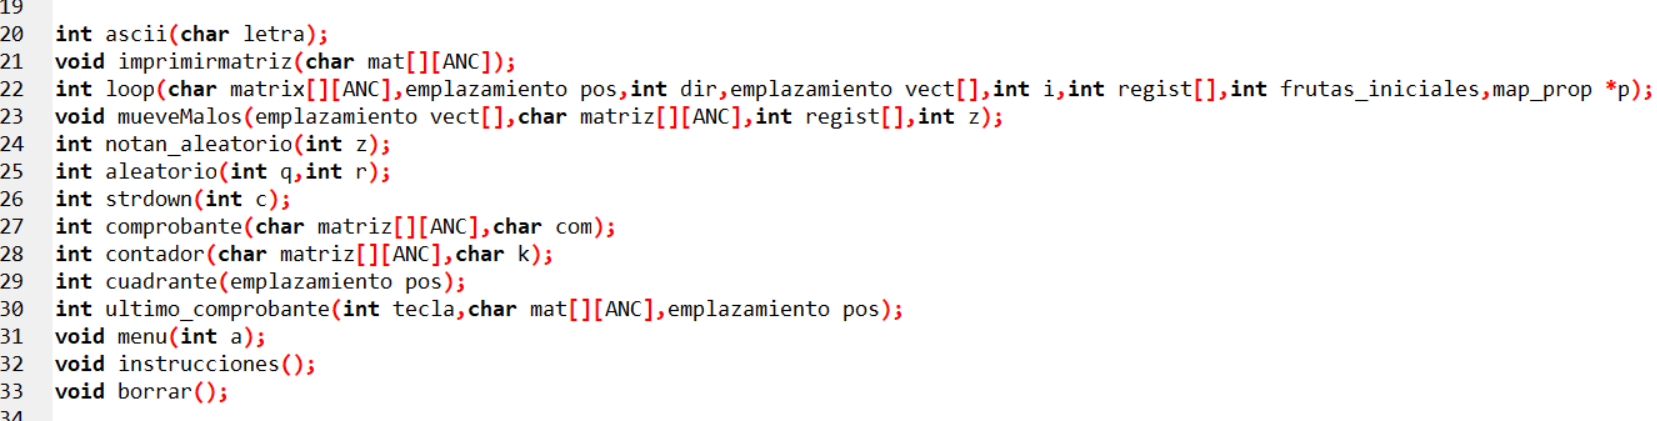 19
20 int ascii(char letra);
21 void imprimirmatriz(char mat[][ANC]);
22 int loop(char matrix[][ANC],emplazamiento pos,int dir,emplazamiento vect[],int i,int regist[],int frutas_iniciales,map_prop *p);
23 void mueveMalos(emplazamiento vect[],char matriz[][ANC],int regist[],int z);
24 int notan_aleatorio(int z);
25 int aleatorio(int q,int r);
26 int strdown(int c);
27 int comprobante(char matriz[][ANC],char com);
28 int contador(char matriz[][ANC],char k);
29 int cuadrante(emplazamiento pos);
30 int ultimo_comprobante(int tecla,char mat[][ANC],emplazamiento pos);
31 void menu(int a);
32 void instrucciones();
33 void borrar();
34